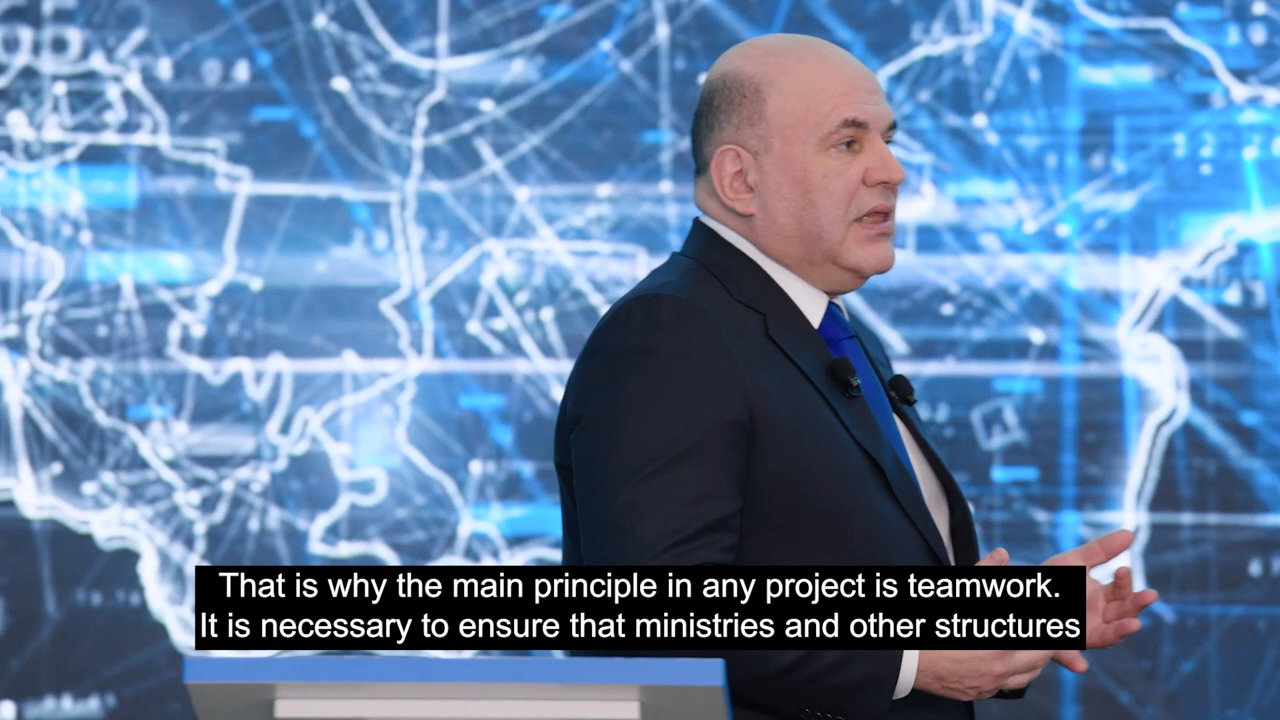 That is why the main principle in any project is teamwork.
It is necessary to ensure that ministries and other structures